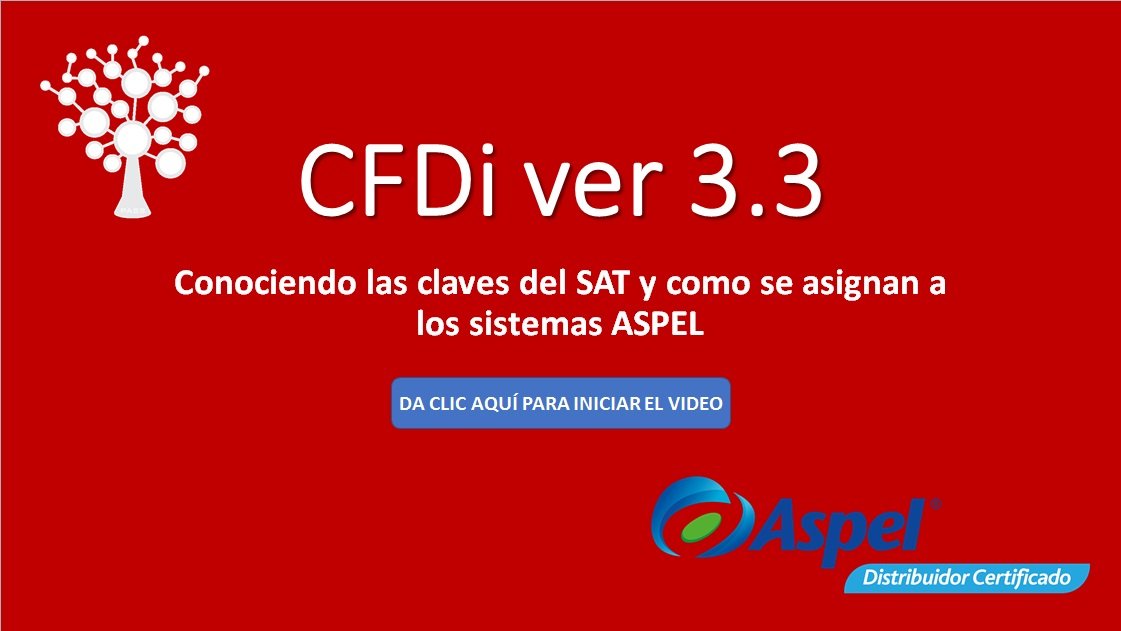 CFDi ver 3.3
Conociendo las claves del SAT y como se asignan a
los sistemas ASPEL
DA CLIC AQUÍ PARA INICIAR EL VIDEO
Aspel®
Distribuidor Certificado